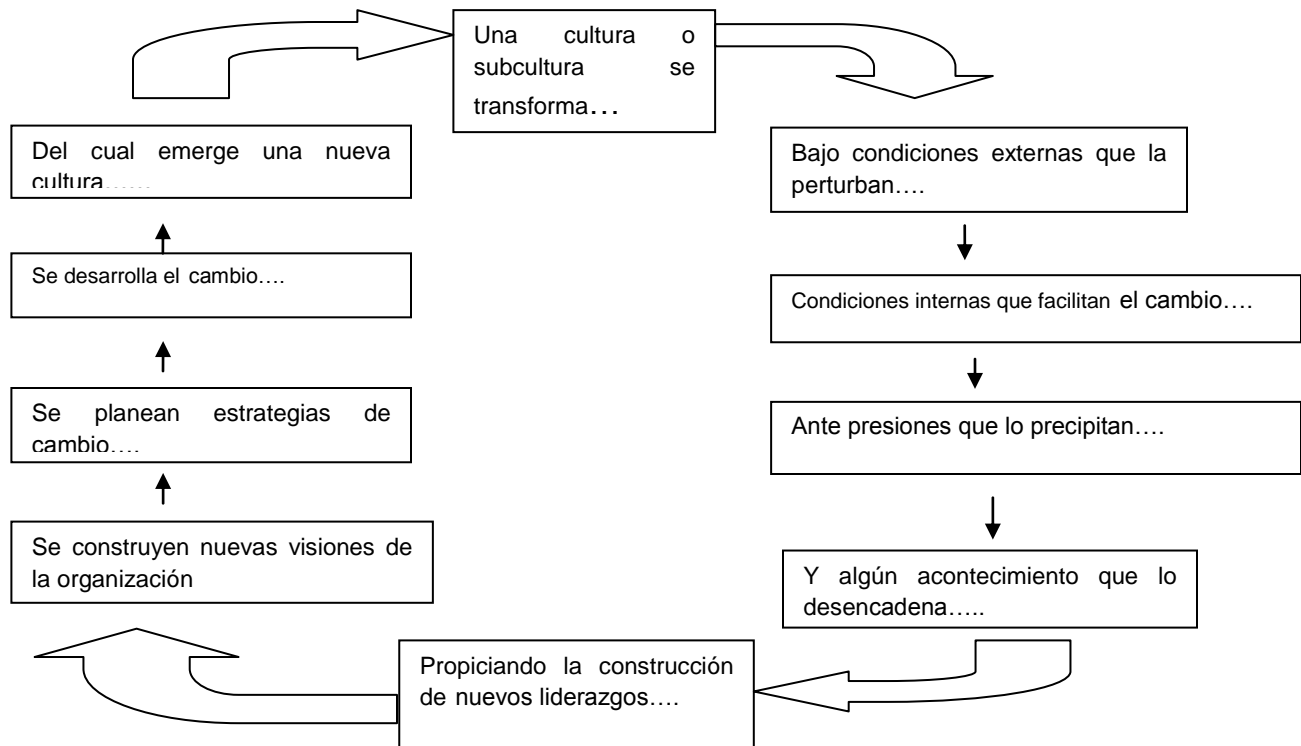 Una cultura o
subcultura se
transforma...
Bajo condiciones externas que la
perturban....
Condiciones internas que facilitan el cambio....
Ante presiones que lo precipitan....
Y algún acontecimiento que lo
desencadena.....
Propiciando la construcción
de nuevos liderazgos....
Se construyen nuevas visiones de
la organización
Se planean estrategias de
cambio....
Se desarrolla el cambio....
Del cual emerge una nueva
cultura......